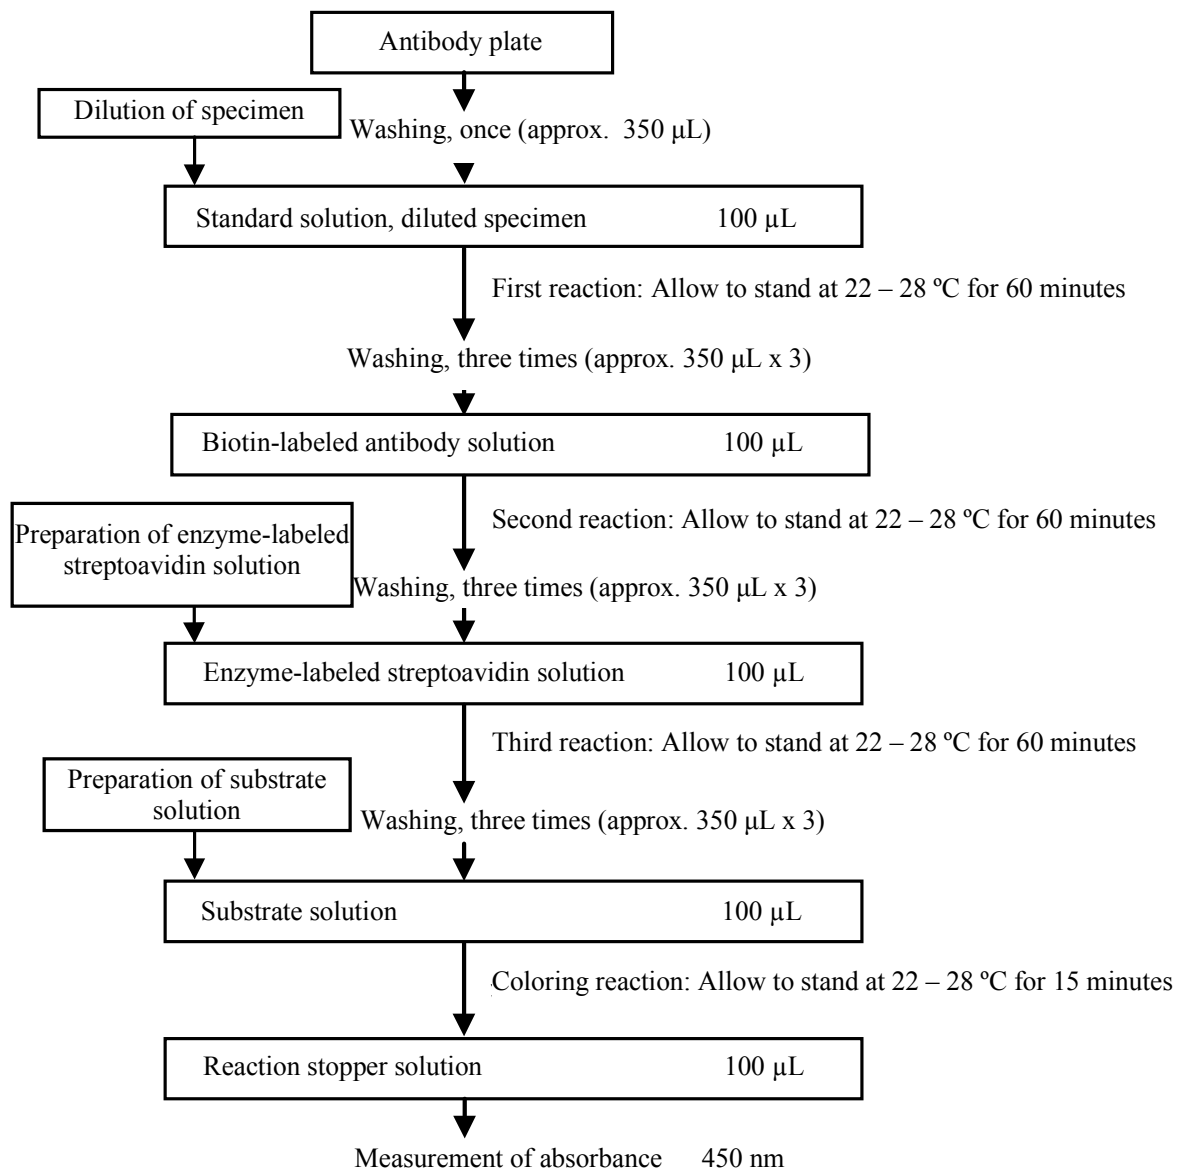 Antibody plate
Dilution of specimen
Washing, once (approx. 350 µL)
Standard solution, diluted specimen 100 µL
First reaction: Allow to stand at 22 – 28 ºC for 60 minutes
Washing, three times (approx. 350 µL x 3)
Biotin-labeled antibody solution 100 µL
Second reaction: Allow to stand at 22 – 28 ºC for 60 minutes
Preparation of enzyme-labeled
streptoavidin solution
Washing, three times (approx. 350 µL x 3)
Enzyme-labeled streptoavidin solution 100 µL
Third reaction: Allow to stand at 22 – 28 ºC for 60 minutes
Preparation of substrate
solution
Washing, three times (approx. 350 µL x 3)
Substrate solution 100 µL
Coloring reaction: Allow to stand at 22 – 28 ºC for 15 minutes
Reaction stopper solution 100 µL
Measurement of absorbance 450 nm